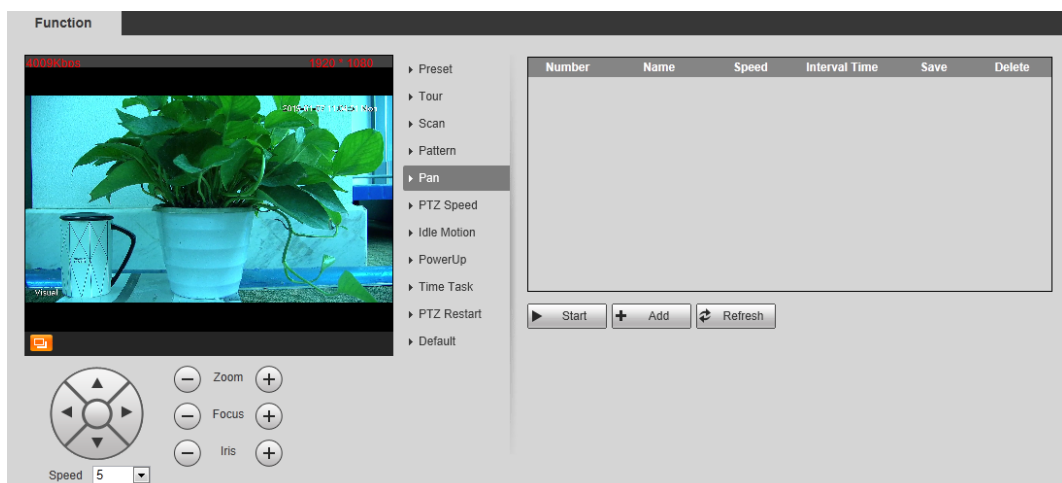 Function
4009Kbps 1920 * 1080
Visual
Preset
Tour
Scan
Pattern
Pan
PTZ Speed
Idle Motion
PowerUp
Time Task
PTZ Restart
Default
Number Name Speed Interval Time Save Delete
Start Add Refresh
Zoom
Focus
Iris
Speed 5